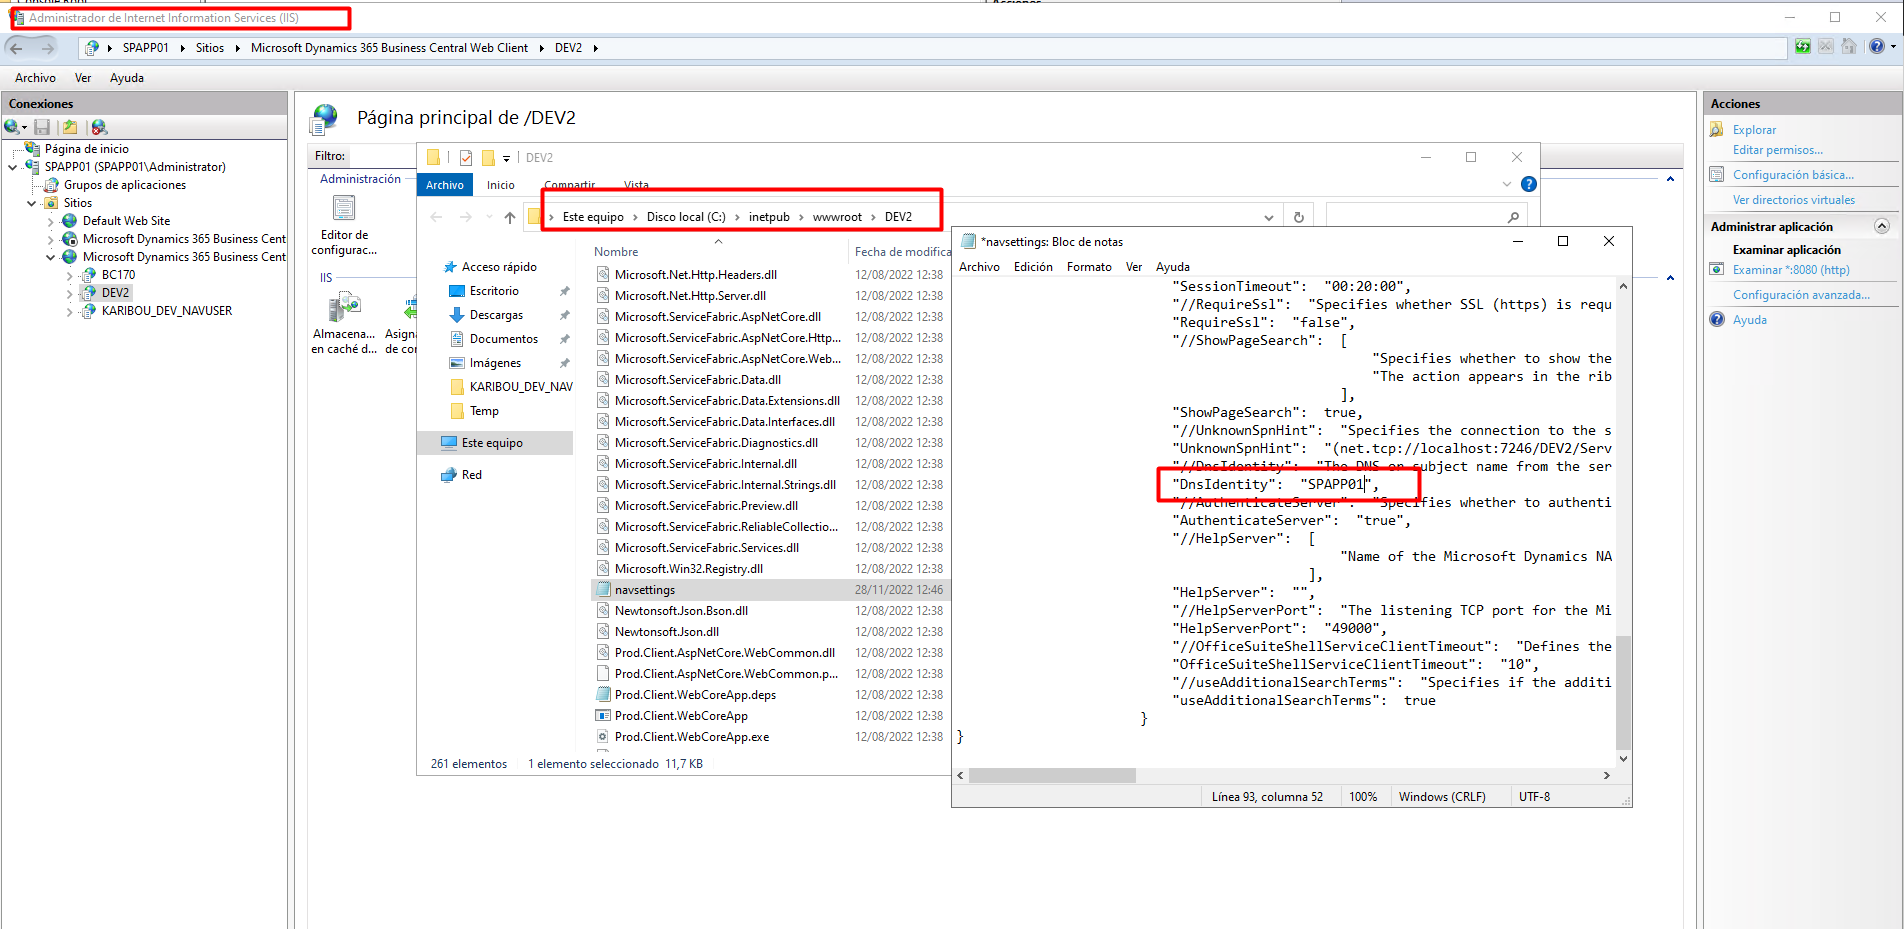 Acciones
Administrador de Internet Information Services (IIS)
SPAPP01 Sitios Microsoft Dynamics 365 Business Central Web Client DEV2
Archivo Ver Ayuda
Conexiones
Página de inicio
SPAPP01 (SPAPP01\Administrator)
Grupos de aplicaciones
Sitios
Default Web Site
Microsoft Dynamics 365 Business Cent
Microsoft Dynamics 365 Business Cent
BC170
DEV2
KARIBOU_DEV_NAVUSER
Página principal de /DEV2
Filtro:
Administración
Editor de
configurac...
IIS
Almacena...
en caché d...
Asigna
de cor
DEV2
Archivo Inicio Compartir Vista
Este equipo Disco local (C:) inetpub wwwroot DEV2
Acceso rápido
Escritorio
Descargas
Documentos
Imágenes
KARIBOU_DEV_NAV
Temp
Este equipo
Red
Nombre Fecha de modifica
Microsoft.Net.Http.Headers.dll 12/08/2022 12:38
Microsoft.Net.Http.Server.dll 12/08/2022 12:38
Microsoft.ServiceFabric.AspNetCore.dll 12/08/2022 12:38
Microsoft.ServiceFabric.AspNetCore.Http... 12/08/2022 12:38
Microsoft.ServiceFabric.AspNetCore.Web... 12/08/2022 12:38
Microsoft.ServiceFabric.Data.dll 12/08/2022 12:38
Microsoft.ServiceFabric.Data.Extensions.dll 12/08/2022 12:38
Microsoft.ServiceFabric.Data.Interfaces.dll 12/08/2022 12:38
Microsoft.ServiceFabric.Diagnostics.dll 12/08/2022 12:38
Microsoft.ServiceFabric.Internal.dll 12/08/2022 12:38
Microsoft.ServiceFabric.Internal.Strings.dll 12/08/2022 12:38
Microsoft.ServiceFabric.Preview.dll 12/08/2022 12:38
Microsoft.ServiceFabric.ReliableCollectio... 12/08/2022 12:38
Microsoft.ServiceFabric.Services.dll 12/08/2022 12:38
Microsoft.Win32.Registry.dll 12/08/2022 12:38
navsettings 28/11/2022 12:46
Newtonsoft.Json.Bson.dll 12/08/2022 12:38
Newtonsoft.Json.dll 12/08/2022 12:38
Prod.Client.AspNetCore.WebCommon.dll 12/08/2022 12:38
Prod.Client.AspNetCore.WebCommon.p... 12/08/2022 12:38
Prod.Client.WebCoreApp.deps 12/08/2022 12:38
Prod.Client.WebCoreApp 12/08/2022 12:38
Prod.Client.WebCoreApp.exe 12/08/2022 12:38
261 elementos 1 elemento seleccionado 11,7 KB
*navsettings: Bloc de notas
Archivo Edición Formato Ver Ayuda
"SessionTimeout": "00:20:00",
"//RequireSsl": "Specifies whether SSL (https) is requ
"RequireSsl": "false",
"//ShowPageSearch": [
"Specifies whether to show the
"The action appears in the rib
],
"ShowPageSearch": true,
"//UnknownSpnHint": "Specifies the connection to the s
"UnknownSpnHint": "(net.tcp://localhost:7246/DEV2/Serv
"//DnsIdentity": "The DNS or subject name from the ser
"DnsIdentity": "SPAPP01",
"//AuthenticateServer": "Specifies whether to authenti
"AuthenticateServer": "true",
"//HelpServer": [
"Name of the Microsoft Dynamics NA
],
"HelpServer": "",
"//HelpServerPort": "The listening TCP port for the Mi
"HelpServerPort": "49000",
"//OfficeSuiteShellServiceClientTimeout": "Defines the
"OfficeSuiteShellServiceClientTimeout": "10",
"//useAdditionalSearchTerms": "Specifies if the additi
"useAdditionalSearchTerms": true
}
}
Línea 93, columna 52 100% Windows (CRLF) UTF-8
Acciones
Explorar
Editar permisos...
Configuración básica...
Ver directorios virtuales
Administrar aplicación
Examinar aplicación
Examinar *:8080 (http)
Configuración avanzada...
Ayuda